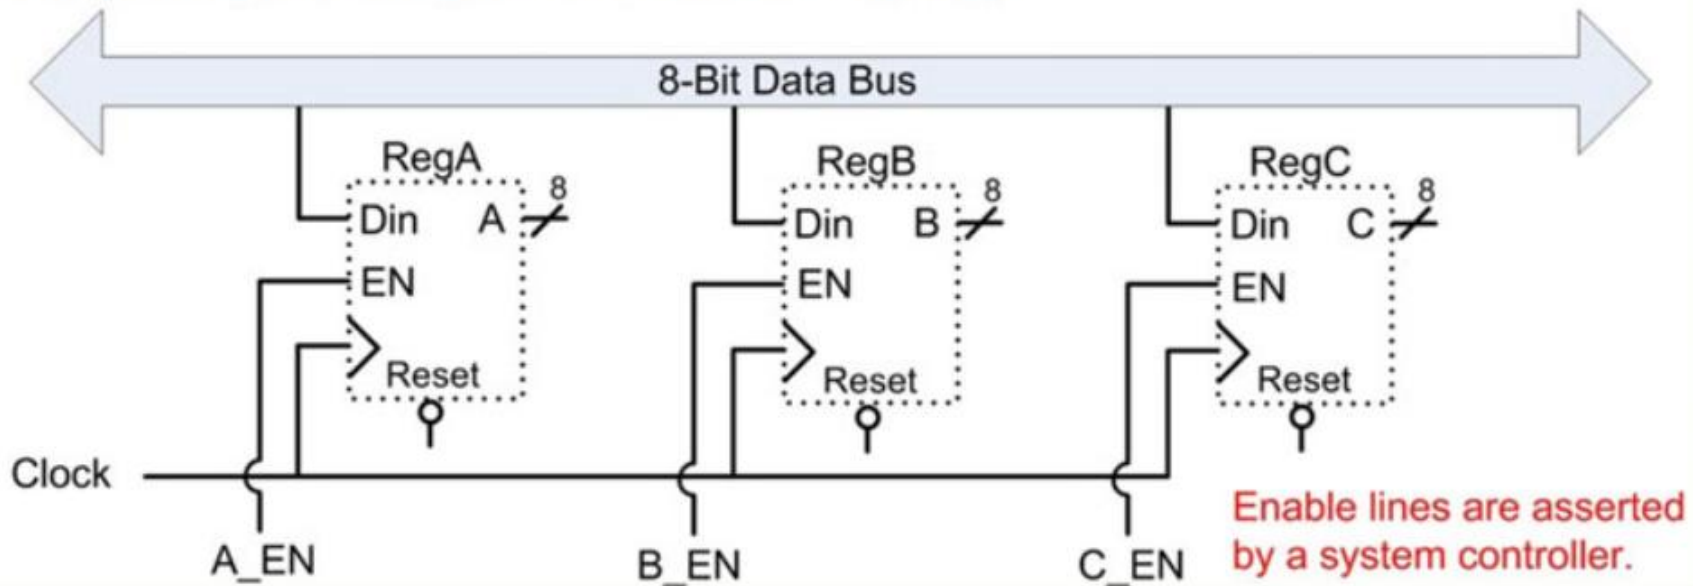 8-Bit Data Bus
RegA
RegB
RegC
8
8
8
Din A
Din B
Din C
EN
EN
EN
Reset
Reset
Reset
Clock
A_EN
B_EN
C_EN
Enable lines are asserted
by a system controller.